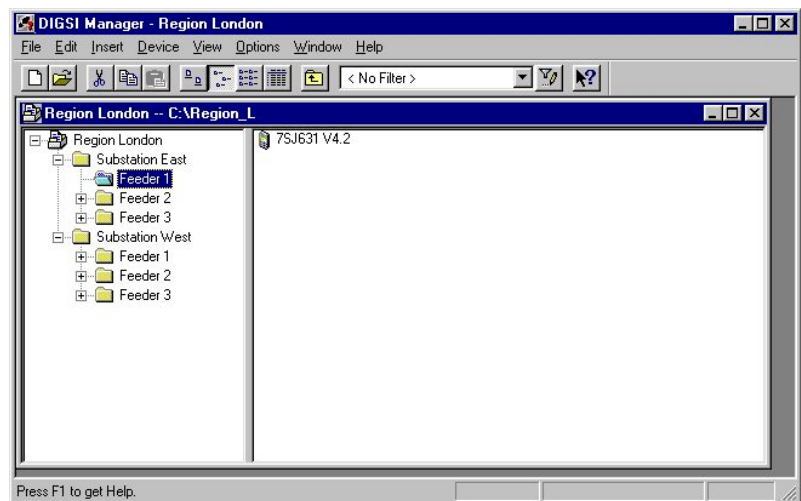 DIGSI Manager - Region London
File Edit Insert Device View Options Window Help
< No Filter >
Region London -- C:\Region_L
Region London
Substation East
Feeder 1
Feeder 2
Feeder 3
Substation West
Feeder 1
Feeder 2
Feeder 3
7SJ631 V4.2
Press F1 to get Help.